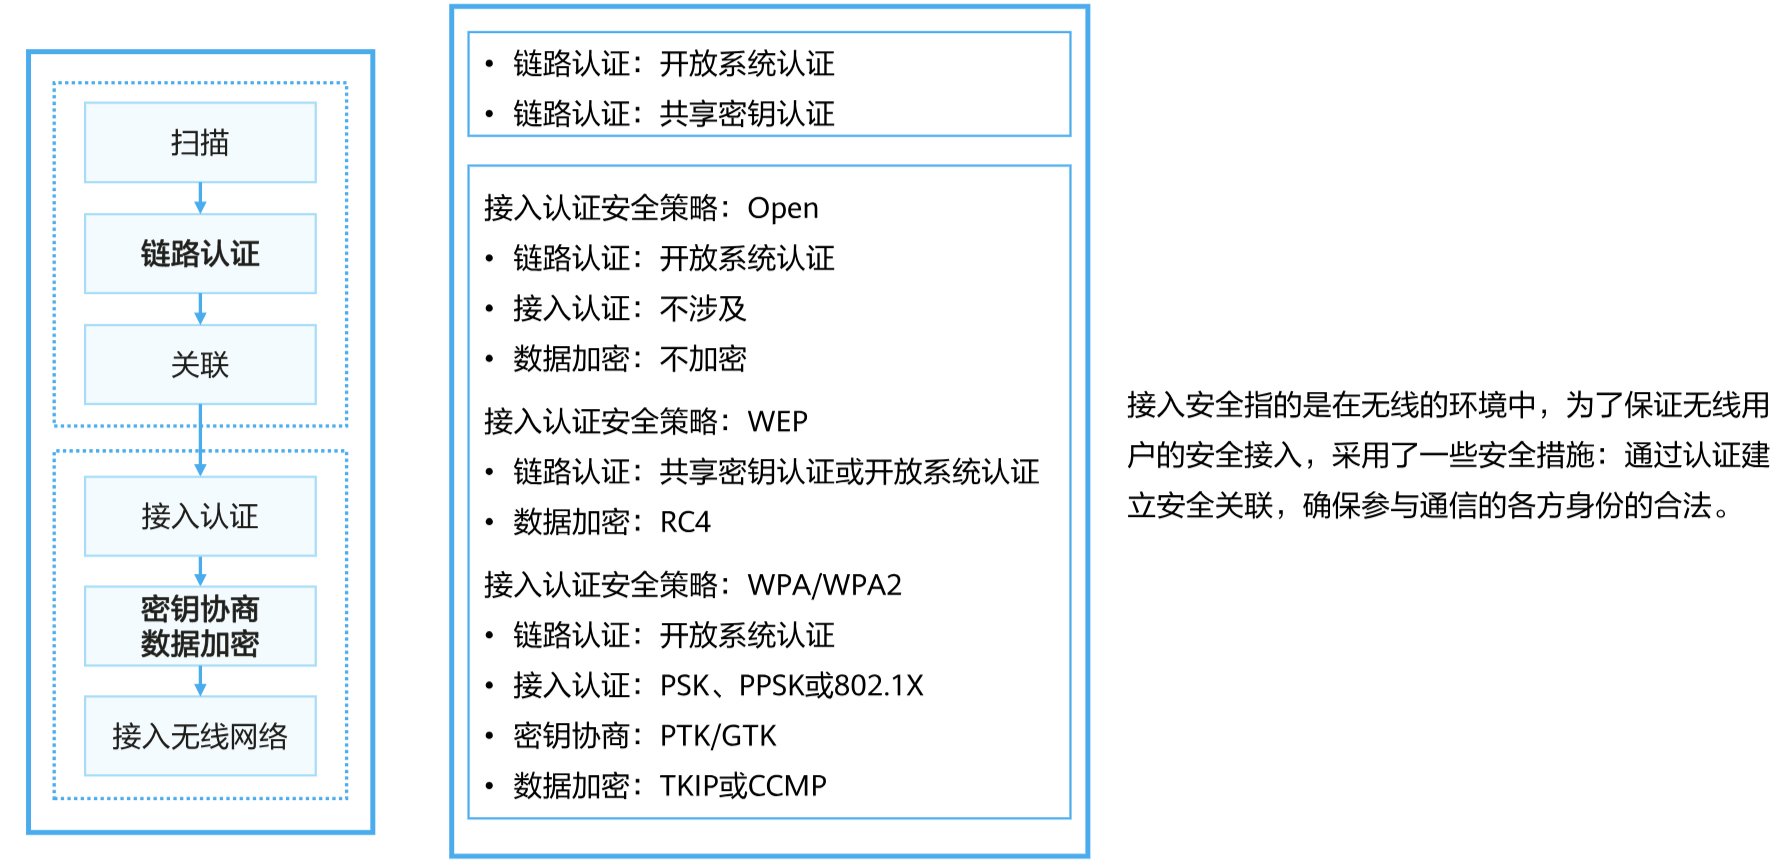 扫描
链路认证
关联
接入认证
密钥协商
数据加密
接入无线网络
• 链路认证：开放系统认证
• 链路认证：共享密钥认证
接入认证安全策略：Open
• 链路认证：开放系统认证
• 接入认证：不涉及
• 数据加密：不加密
接入认证安全策略：WEP
• 链路认证：共享密钥认证或开放系统认证
• 数据加密：RC4
接入认证安全策略：WPA/WPA2
• 链路认证：开放系统认证
• 接入认证：PSK、PPSK或802.1X
• 密钥协商：PTK/GTK
• 数据加密：TKIP或CCMP
接入安全指的是在无线的环境中，为了保证无线用
户的安全接入，采用了一些安全措施：通过认证建
立安全关联，确保参与通信的各方身份的合法。